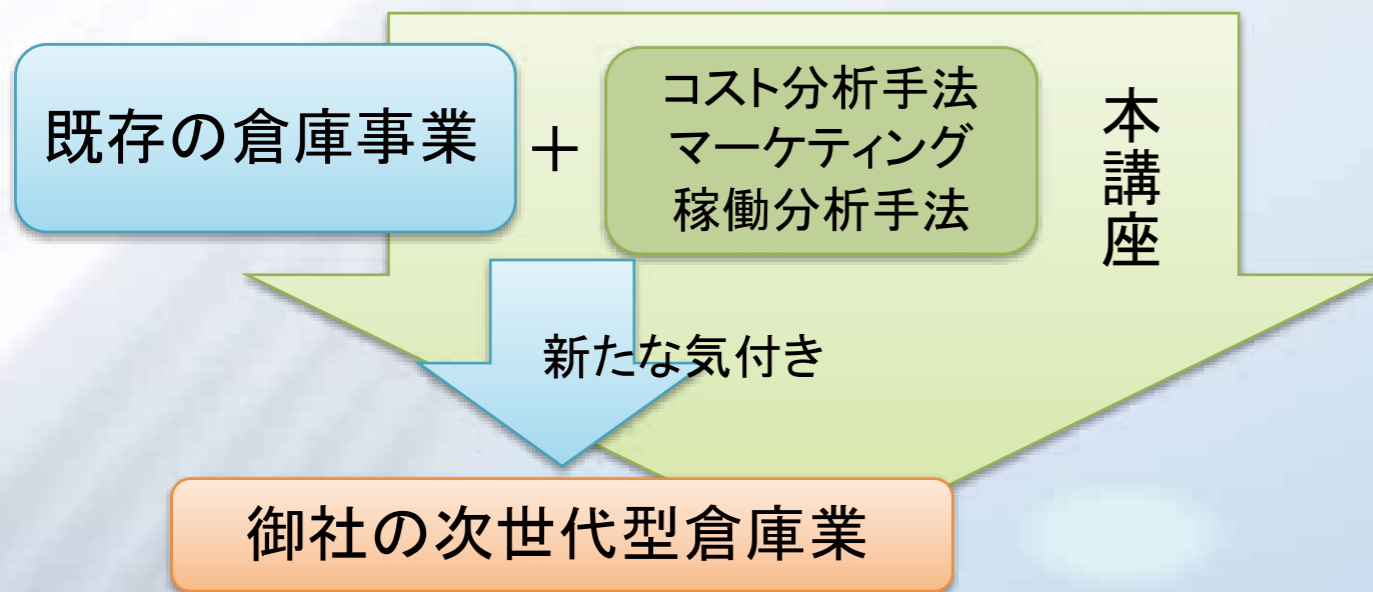 既存の倉庫事業
＋
コスト分析手法
マーケティング
稼働分析手法
本講座
新たな気付き
御社の次世代型倉庫業